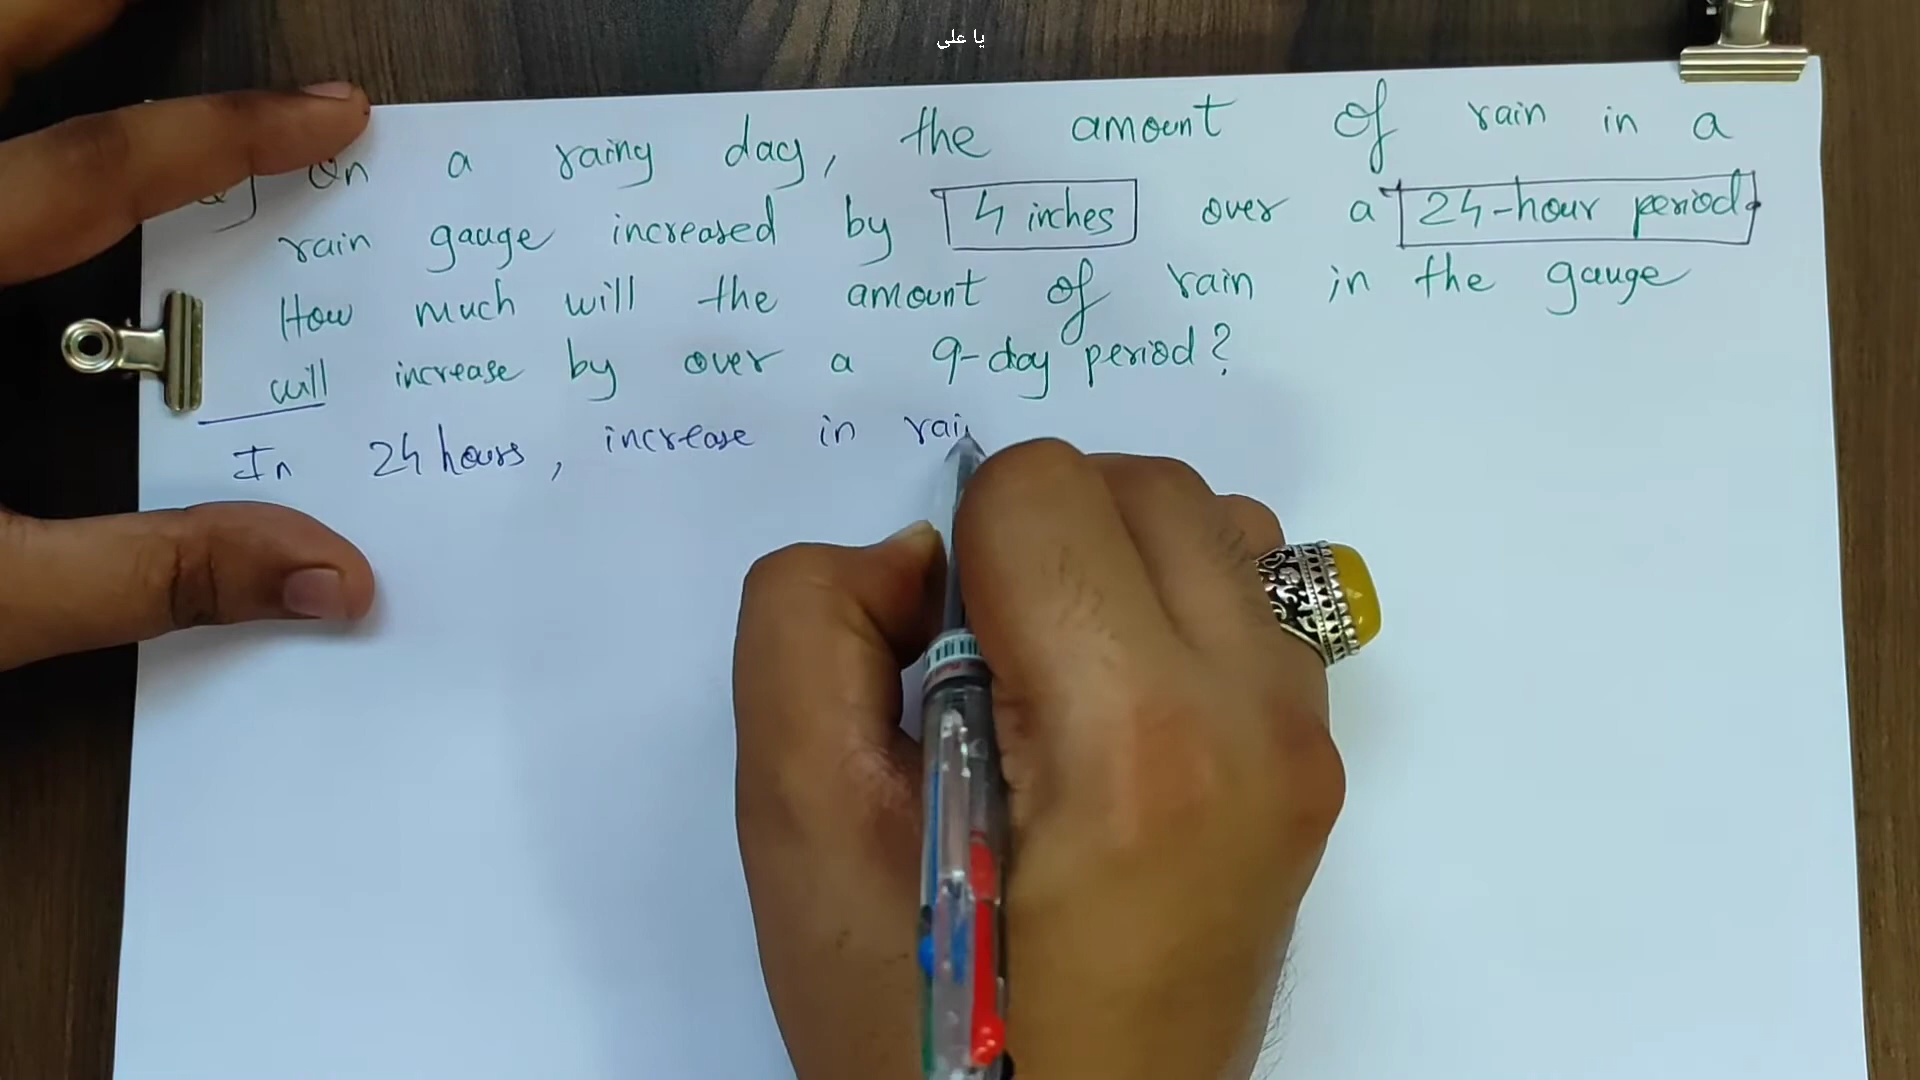 یا علی
On a rainy day, the amount of rain in a
rain gauge increased by 4 inches over a 24-hour period.
How much will the amount of rain in the gauge
will increase by over a 9-day period?
In 24 hours, increase in rai